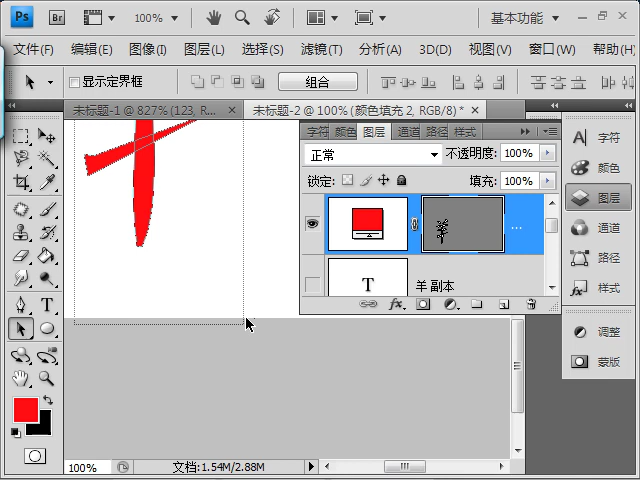 Ps Br 100% 基本功能
文件(F) 编辑(E) 图像(I) 图层(L) 选择(S) 滤镜(T) 分析(A) 3D(D) 视图(V) 窗口(W) 帮助(H)
显示定界框 组合
未标题-1 @ 827% (123, R... 未标题-2 @ 100% (颜色填充 2, RGB/8) *
字符 颜色 图层 通道 路径 样式
正常 不透明度: 100%
锁定: 填充: 100%
...
T 羊 副本
fx
字符
颜色
图层
通道
路径
样式
调整
蒙版
100% 文档:1.54M/2.88M